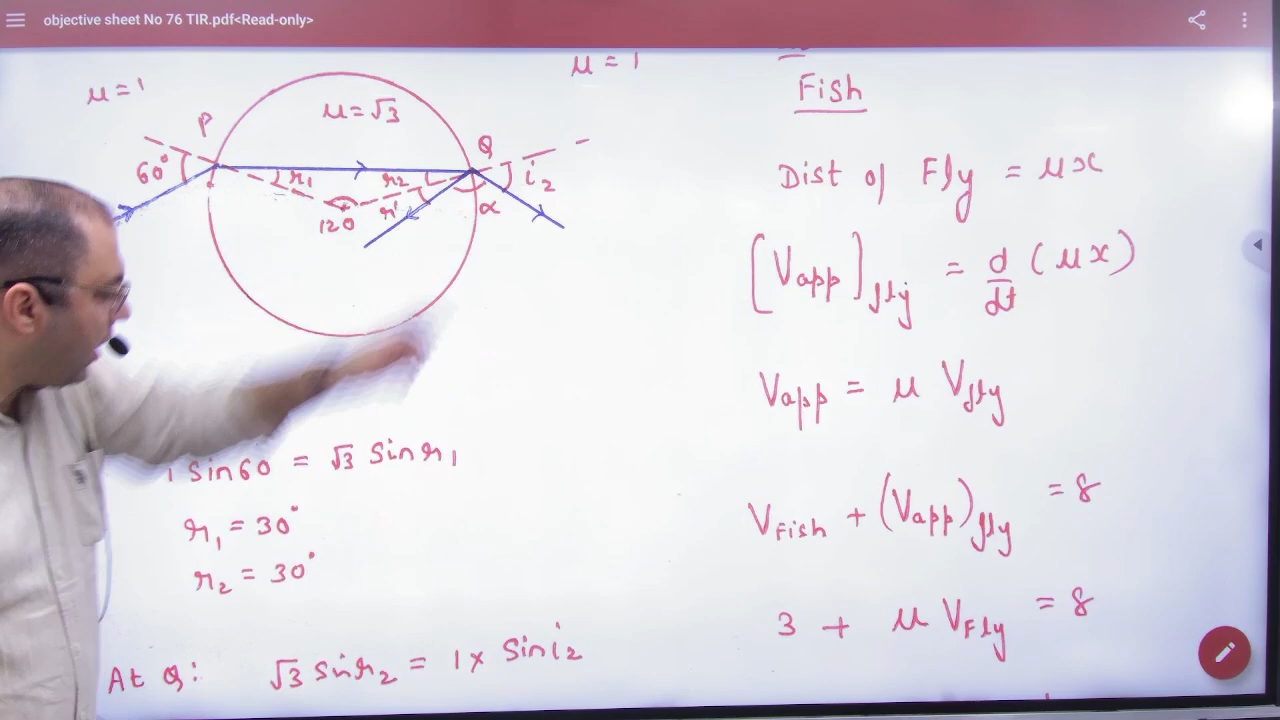 objective sheet No 76 TIR.pdf<Read-only>
μ = 1
μ = 1
P
μ = √3
Q
60°
r₁
r₂
i₂
120
r'
α
1 Sin60 = √3 Sin r₁
r₁ = 30°
r₂ = 30°
At Q: √3 Sin r₂ = 1 x Sin i₂
Fish
Dist of Fly = μx
[Vapp]fly = d/dt (μx)
Vapp = μ Vfly
VFish + (Vapp)fly = 8
3 + μ VFly = 8